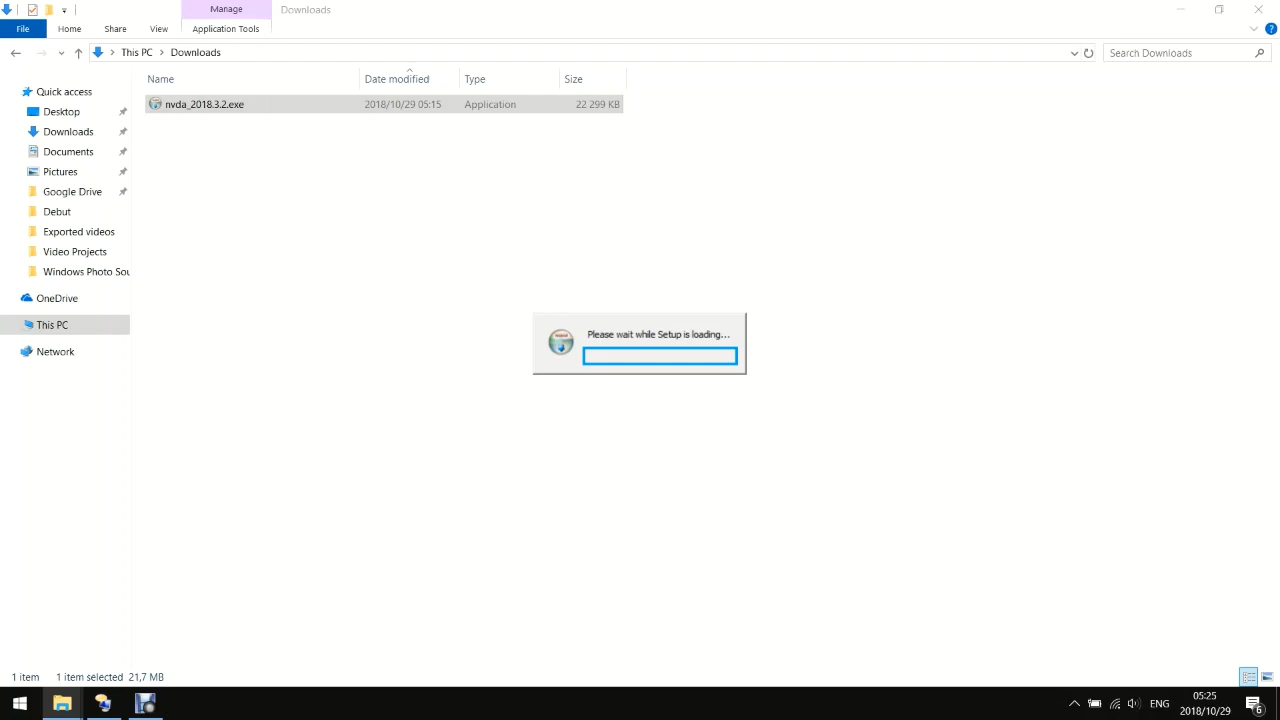 Manage
Downloads
File
Home
Share
View
Application Tools
This PC
Downloads
Search Downloads
Name
Date modified
Type
Size
nvda_2018.3.2.exe
2018/10/29 05:15
Application
22 299 KB
Quick access
Desktop
Downloads
Documents
Pictures
Google Drive
Debut
Exported videos
Video Projects
Windows Photo Sou
OneDrive
This PC
Network
Please wait while Setup is loading...
1 item
1 item selected
21,7 MB
ENG
05:25
2018/10/29
6